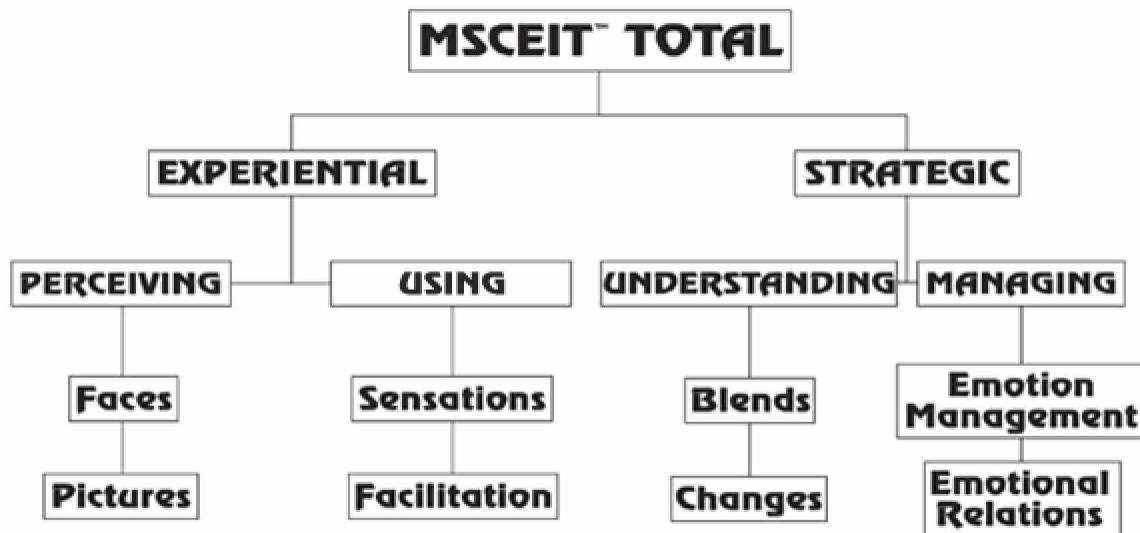 MSCEIT™ TOTAL
EXPERIENTIAL
STRATEGIC
PERCEIVING
USING
UNDERSTANDING
MANAGING
Faces
Sensations
Blends
Emotion
Management
Pictures
Facilitation
Changes
Emotional
Relations